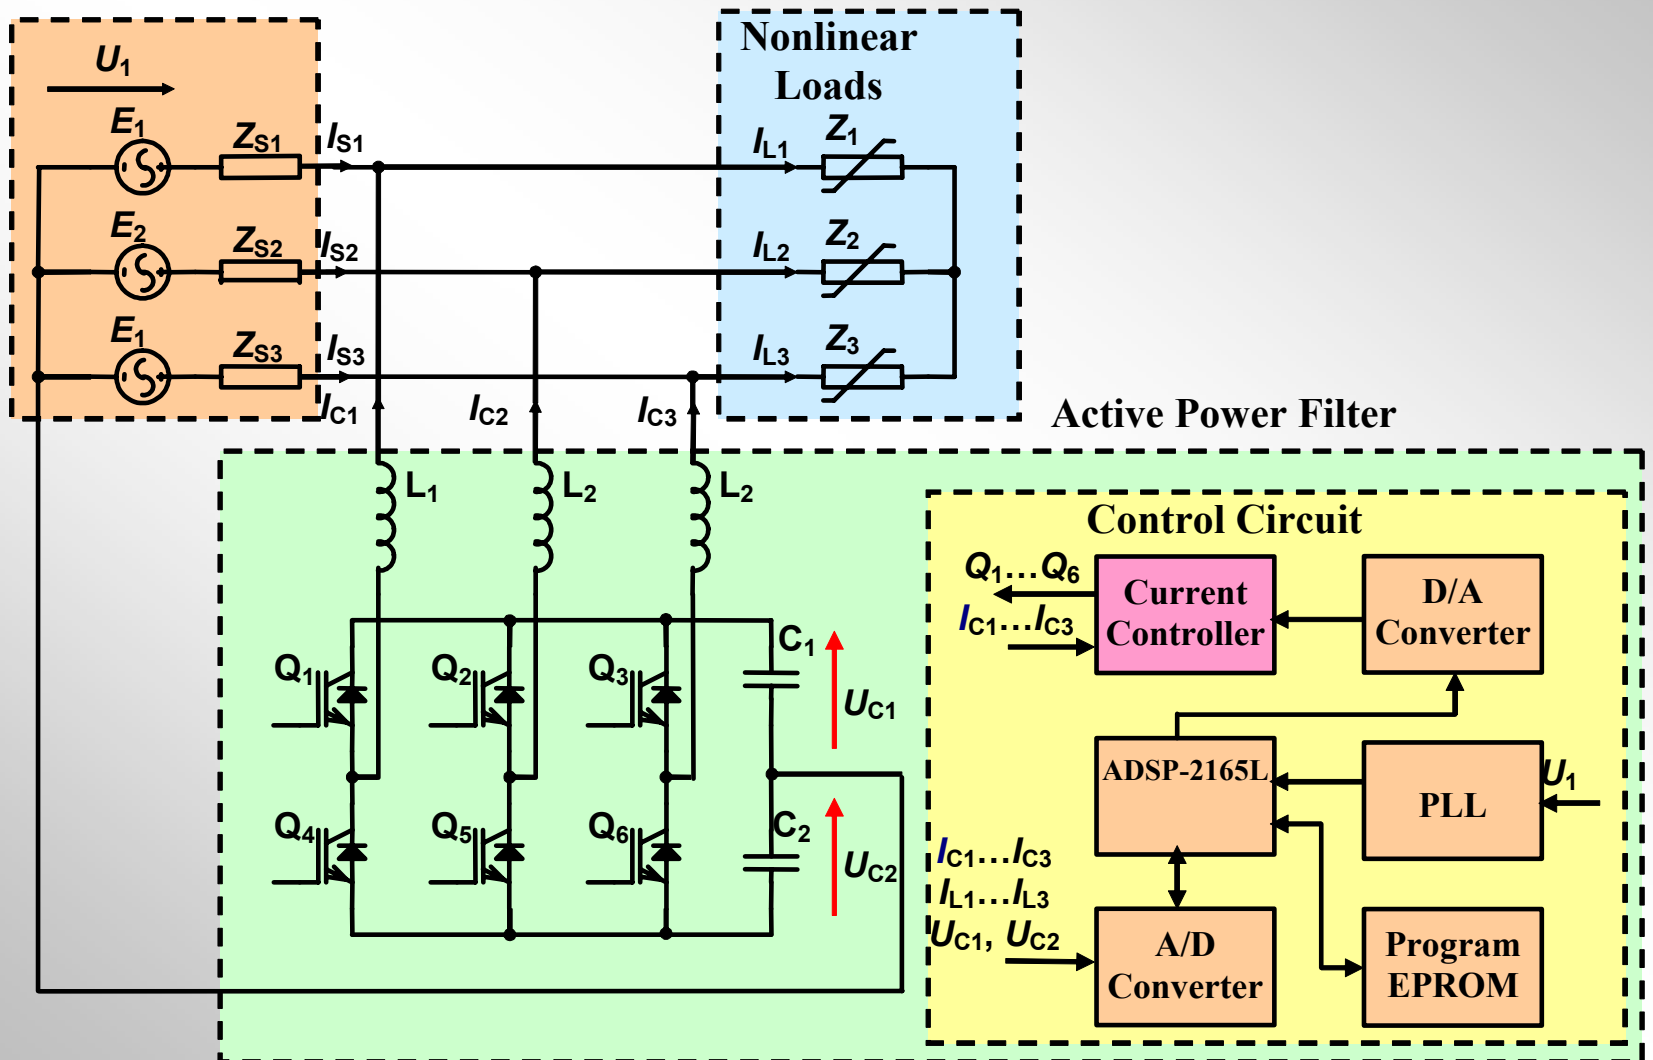 Nonlinear
Loads
U1
E1
ZS1
IS1
IL1
Z1
E2
ZS2
IS2
IL2
Z2
E1
ZS3
IS3
IL3
Z3
IC1
IC2
IC3
Active Power Filter
L1
L2
L2
Control Circuit
Q1...Q6
IC1...IC3
Current
Controller
D/A
Converter
Q1
Q2
Q3
C1
UC1
ADSP-2165L
PLL
U1
Q4
Q5
Q6
C2
UC2
IC1...IC3
IL1...IL3
UC1, UC2
A/D
Converter
Program
EPROM